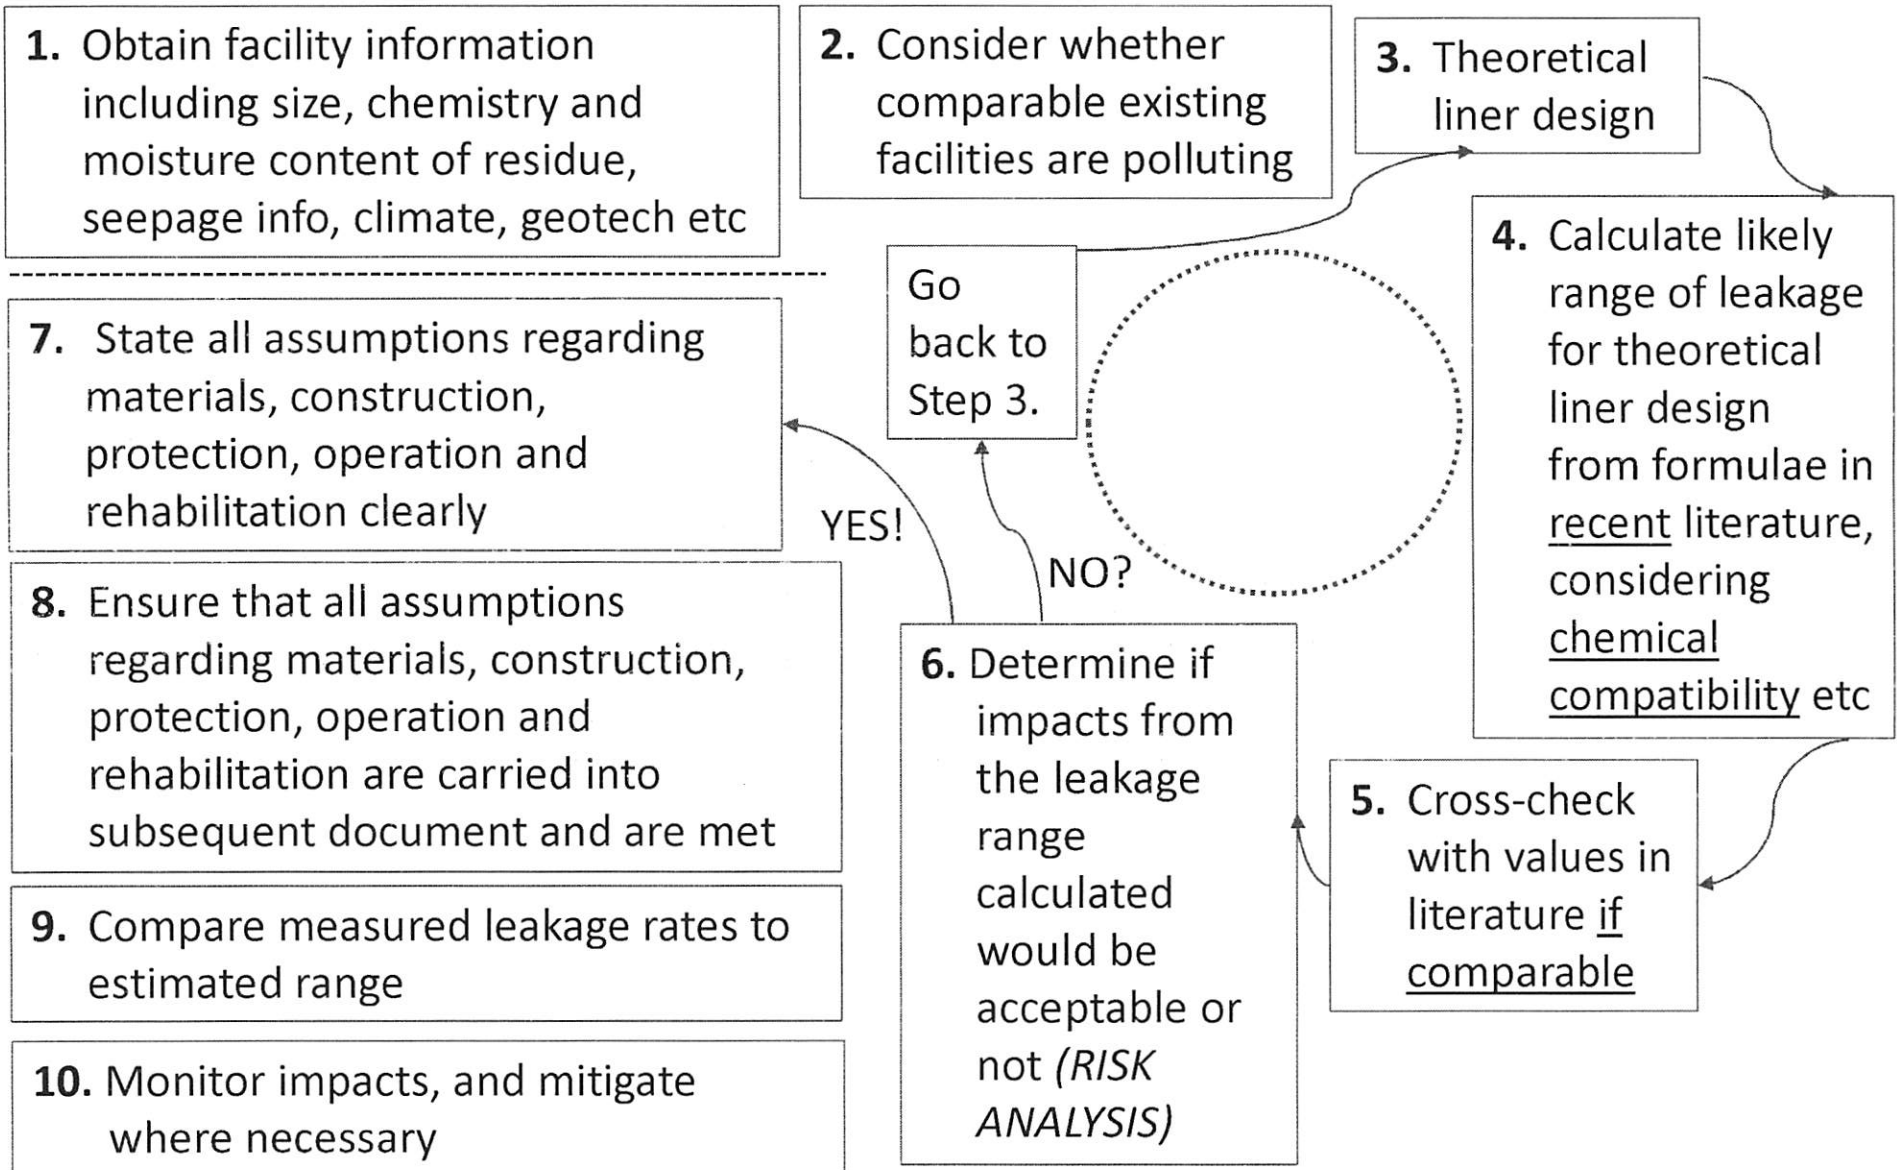 1. Obtain facility information
including size, chemistry and
moisture content of residue,
seepage info, climate, geotech etc
2. Consider whether
comparable existing
facilities are polluting
3. Theoretical
liner design
4. Calculate likely
range of leakage
for theoretical
liner design
from formulae in
recent literature,
considering
chemical
compatibility etc
5. Cross-check
with values in
literature if
comparable
6. Determine if
impacts from
the leakage
range
calculated
would be
acceptable or
not (RISK
ANALYSIS)
NO?
Go
back to
Step 3.
YES!
7. State all assumptions regarding
materials, construction,
protection, operation and
rehabilitation clearly
8. Ensure that all assumptions
regarding materials, construction,
protection, operation and
rehabilitation are carried into
subsequent document and are met
9. Compare measured leakage rates to
estimated range
10. Monitor impacts, and mitigate
where necessary